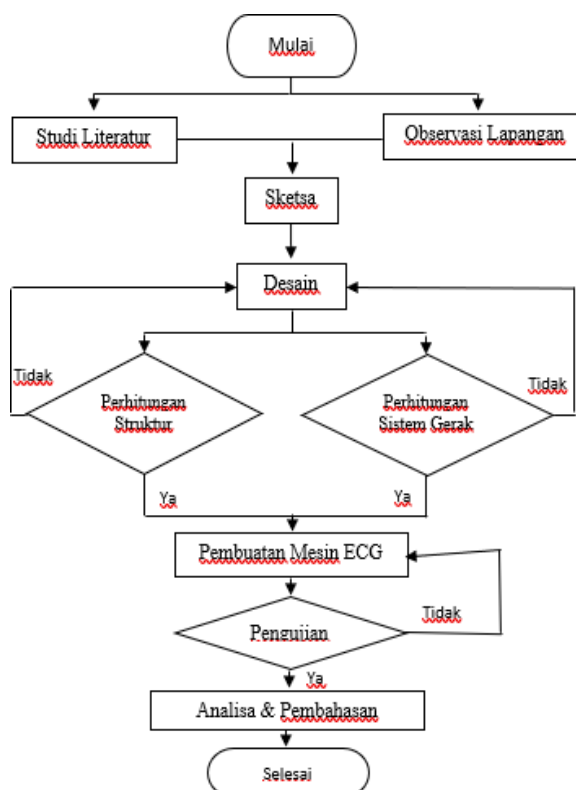 Mulai
Studi Literatur
Observasi Lapangan
Sketsa
Desain
Tidak
Tidak
Perhitungan
Struktur
Perhitungan
Sistem Gerak
Ya
Ya
Pembuatan Mesin ECG
Tidak
Pengujian
Ya
Analisa & Pembahasan
Selesai